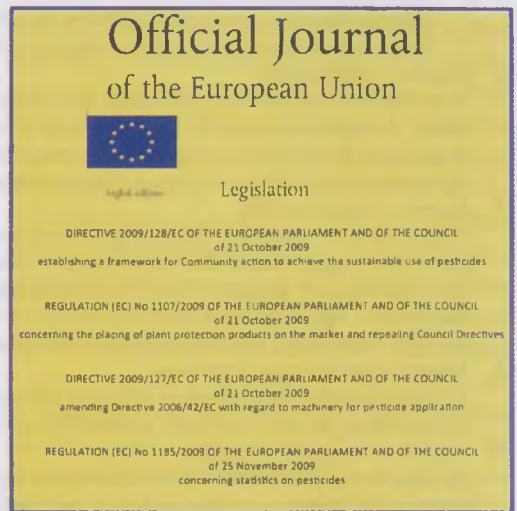 Official Journal
of the European Union
Legislation
DIRECTIVE 2009/128/EC OF THE EUROPEAN PARLIAMENT AND OF THE COUNCIL
of 21 October 2009
establishing a framework for Community action to achieve the sustainable use of pesticides
REGULATION (EC) No 1107/2009 OF THE EUROPEAN PARLIAMENT AND OF THE COUNCIL
of 21 October 2009
concerning the placing of plant protection products on the market and repealing Council Directives
DIRECTIVE 2009/127/EC OF THE EUROPEAN PARLIAMENT AND OF THE COUNCIL
of 21 October 2009
amending Directive 2006/42/EC with regard to machinery for pesticide application
REGULATION (EC) No 1185/2009 OF THE EUROPEAN PARLIAMENT AND OF THE COUNCIL
of 25 November 2009
concerning statistics on pesticides